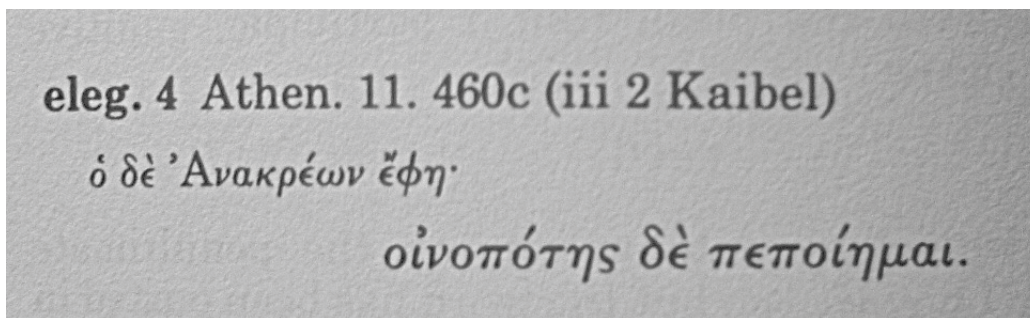 eleg. 4 Athen. 11. 460c (iii 2 Kaibel)
ὁ δὲ Ἀνακρέων ἔφη·
οἰνοπότης δὲ πεποίημαι.